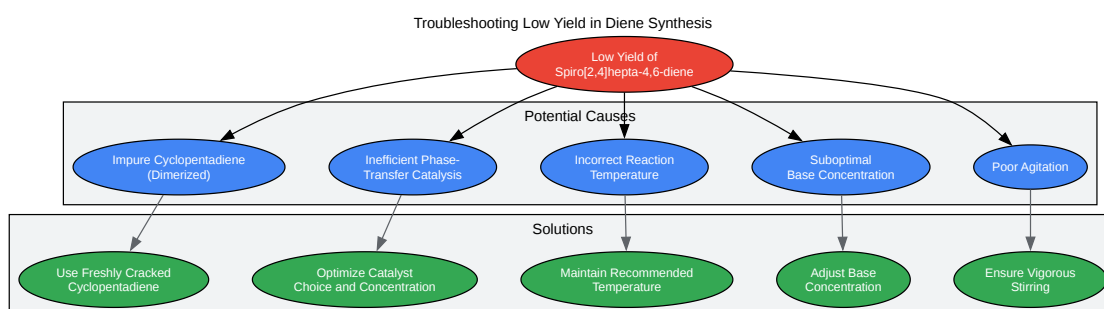 Troubleshooting Low Yield in Diene Synthesis
Low Yield of
Spiro[2,4]hepta-4,6-diene
Potential Causes
Impure Cyclopentadiene
(Dimerized)
Inefficient Phase-
Transfer Catalysis
Incorrect Reaction
Temperature
Suboptimal
Base Concentration
Poor Agitation
Solutions
Use Freshly Cracked
Cyclopentadiene
Optimize Catalyst
Choice and Concentration
Maintain Recommended
Temperature
Adjust Base
Concentration
Ensure Vigorous
Stirring